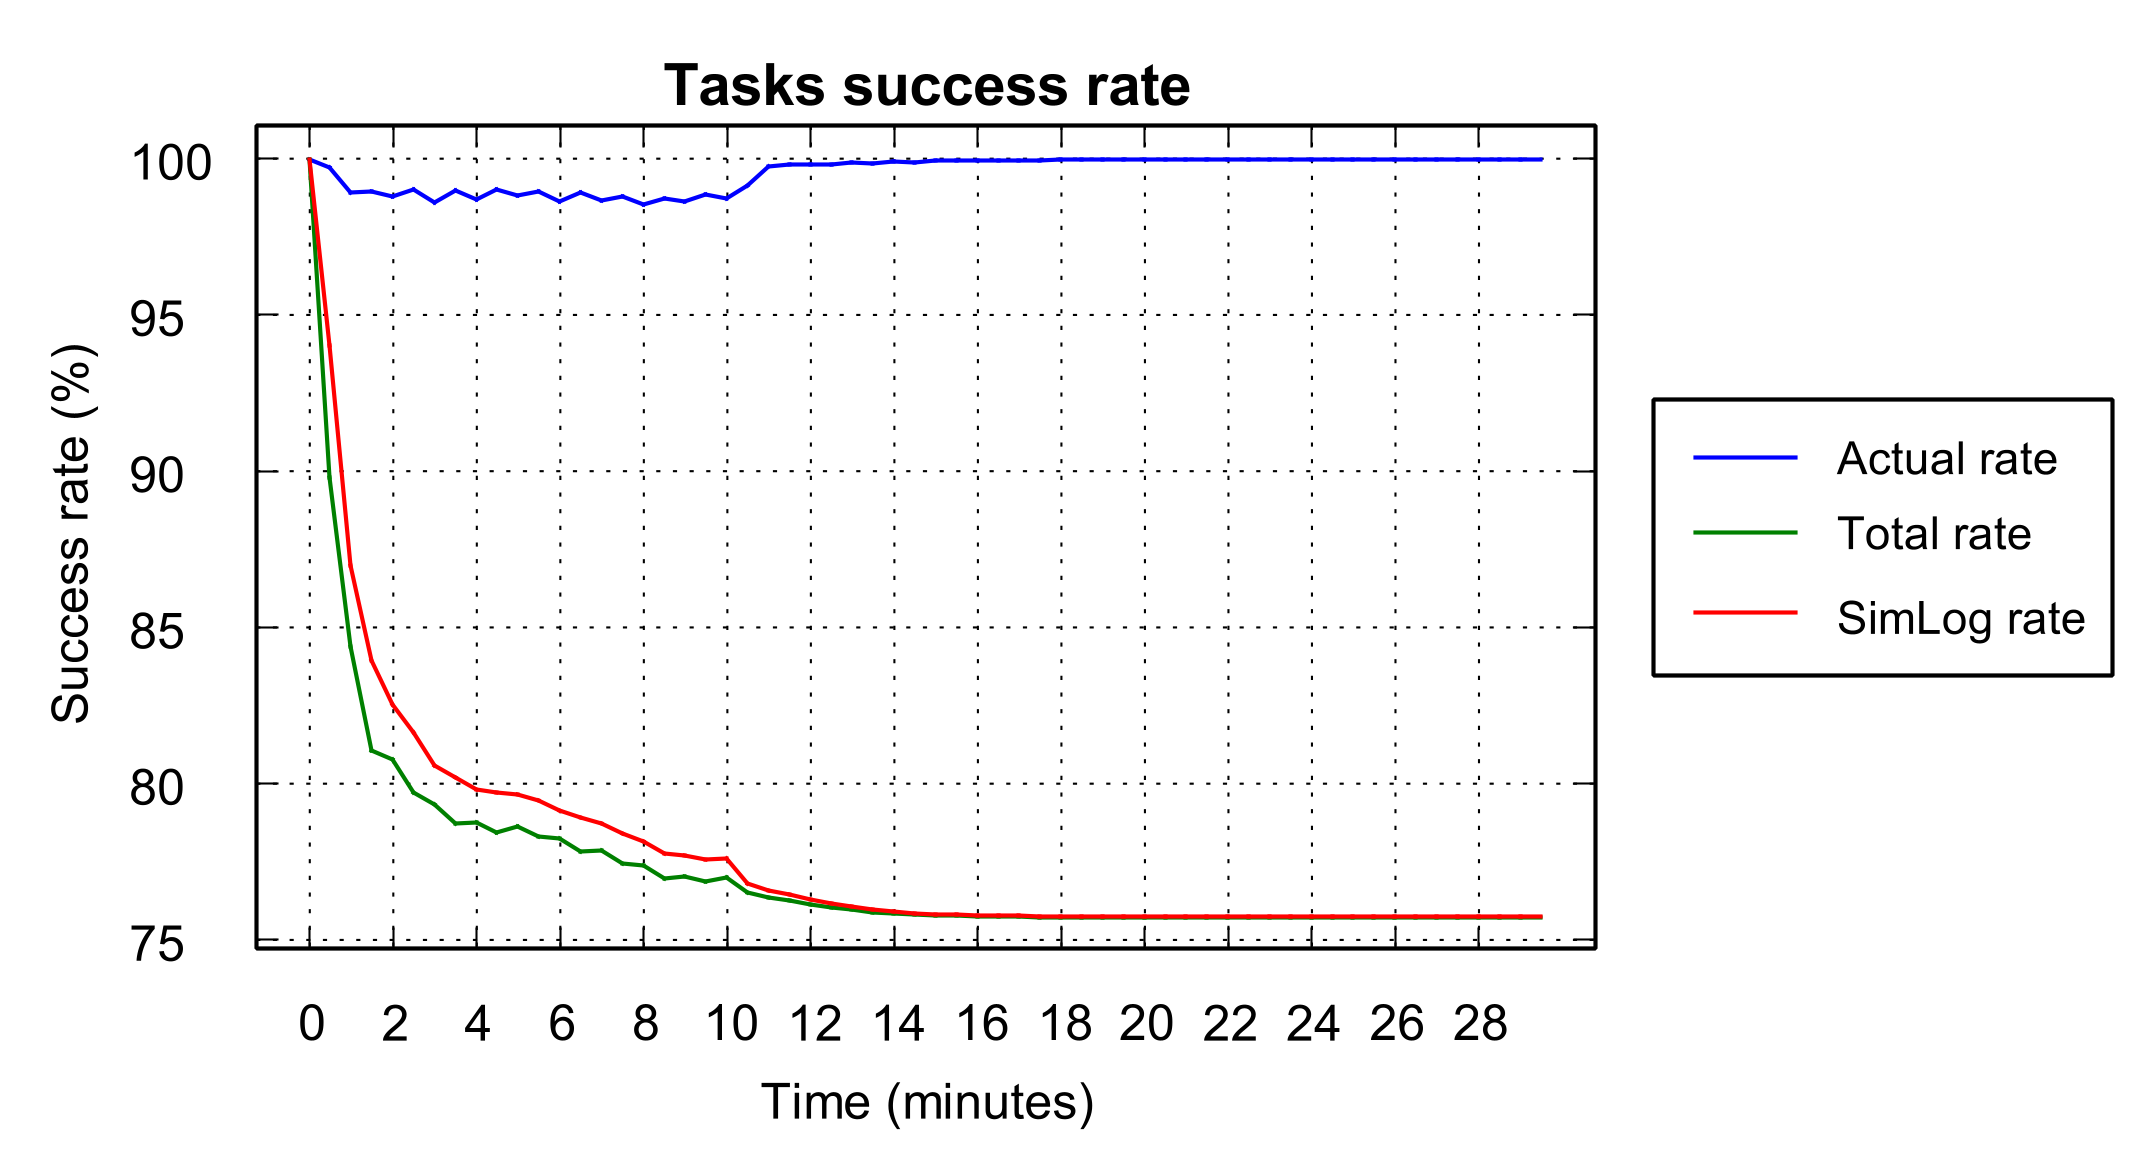 Tasks success rate
100
95
90
85
80
75
Success rate (%)
0 2 4 6 8 10 12 14 16 18 20 22 24 26 28
Time (minutes)
Actual rate
Total rate
SimLog rate